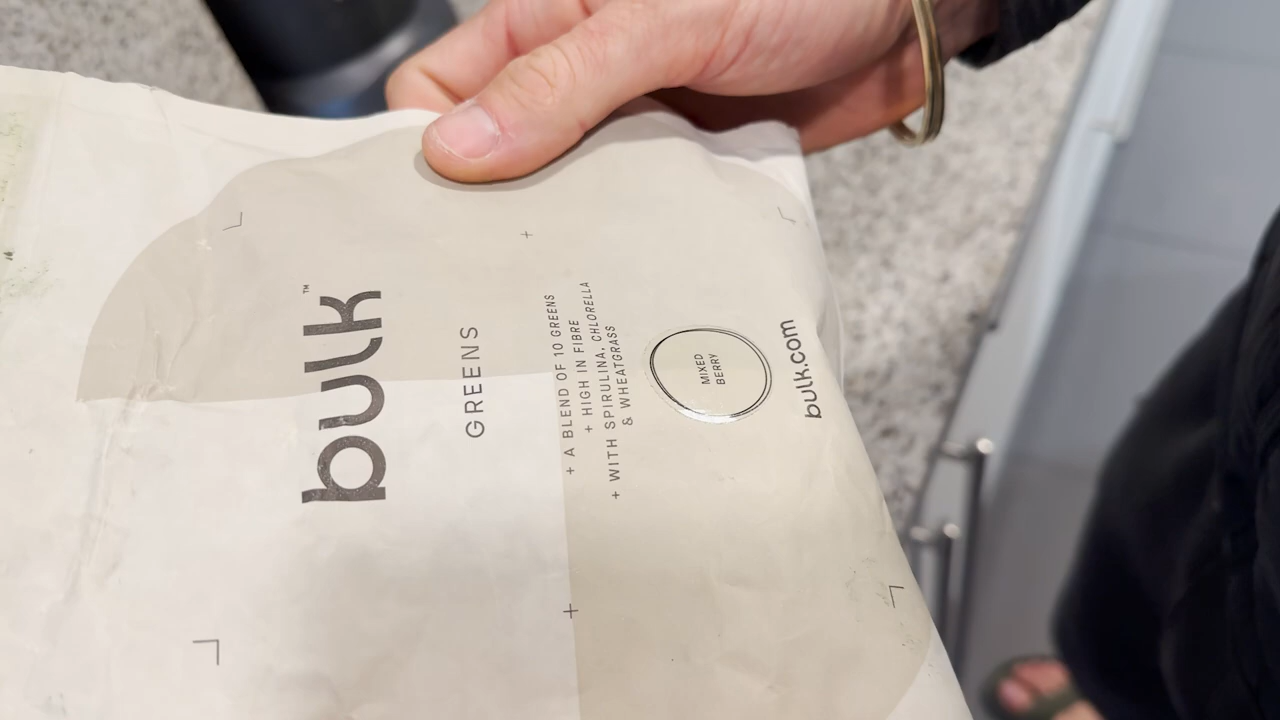 bulk™
GREENS
+ A BLEND OF 10 GREENS
+ HIGH IN FIBRE
+ WITH SPIRULINA, CHLORELLA
& WHEATGRASS
MIXED
BERRY
bulk.com